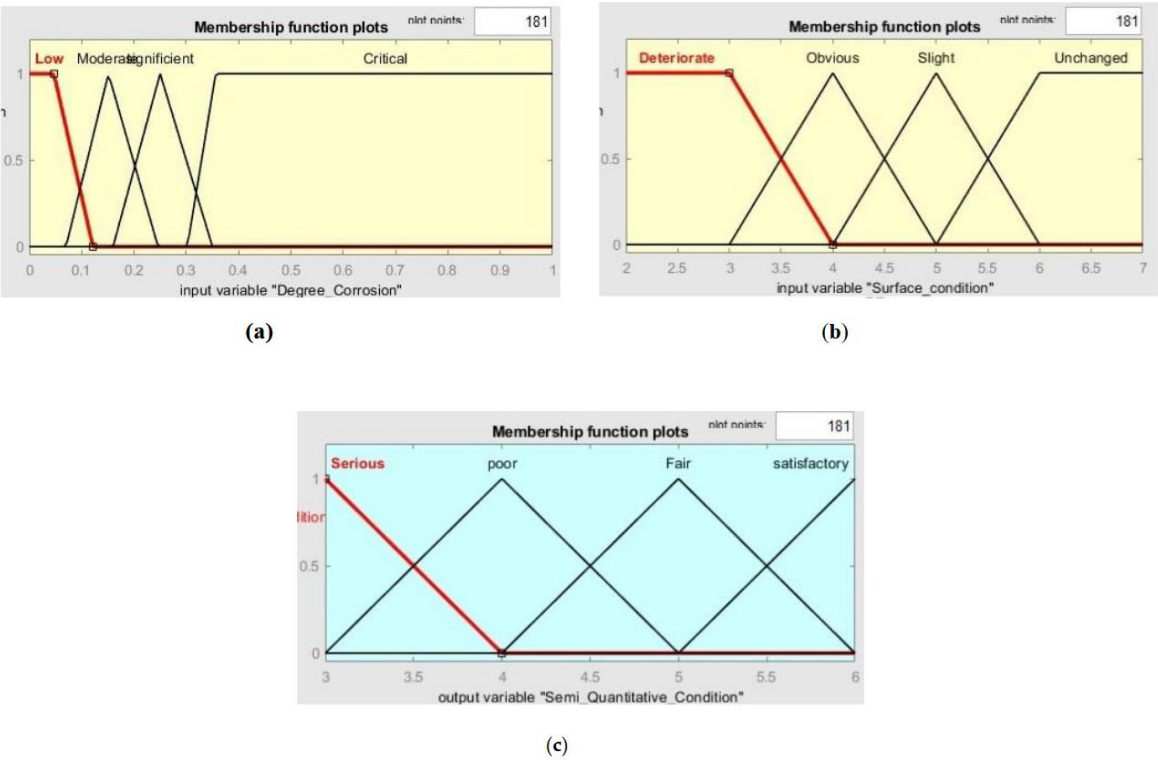 Membership function plots
181
Low Moderate ignificient Critical
1
0.5
0
0 0.1 0.2 0.3 0.4 0.5 0.6 0.7 0.8 0.9 1
input variable "Degree_Corrosion"
(a)
Membership function plots plot points: 181
Deteriorate Obvious Slight Unchanged
1
0.5
0
2 2.5 3 3.5 4 4.5 5 5.5 6 6.5 7
input variable "Surface_condition"
(b)
Membership function plots plot points: 181
Serious poor Fair satisfactory
1
lition
0.5
0
3 3.5 4 4.5 5 5.5 6
output variable "Semi_Quantitative_Condition"
(c)